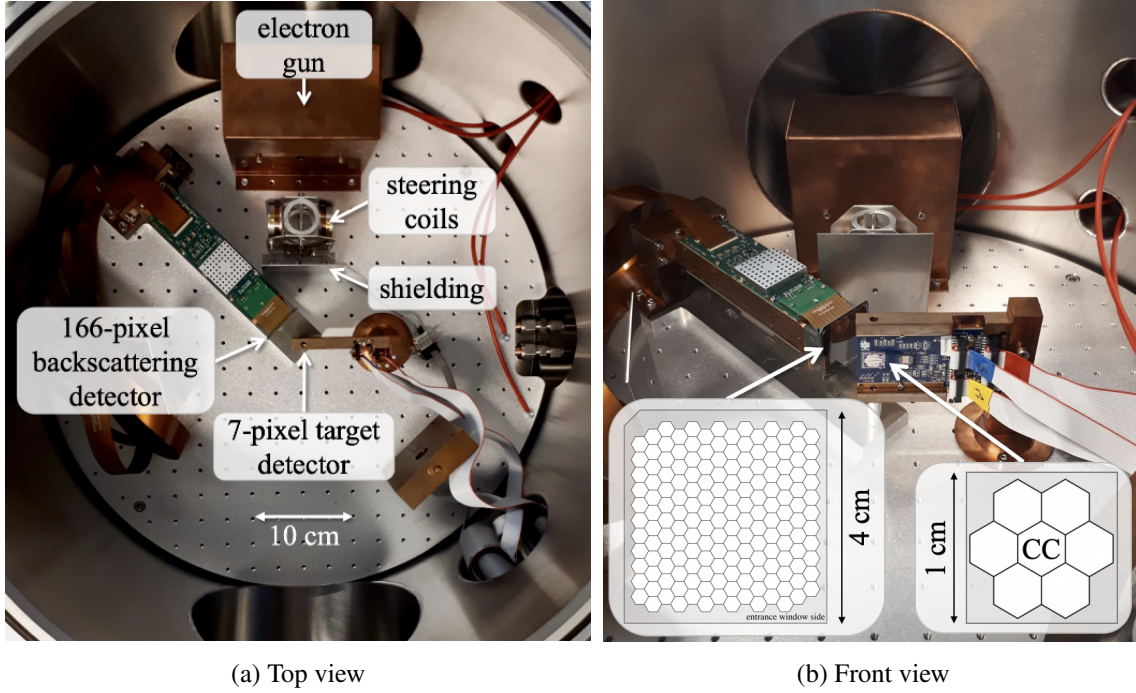 electron
gun
steering
coils
shielding
166-pixel
backscattering
detector
7-pixel target
detector
10 cm
4 cm
entrance window side
1 cm
CC
(a) Top view
(b) Front view